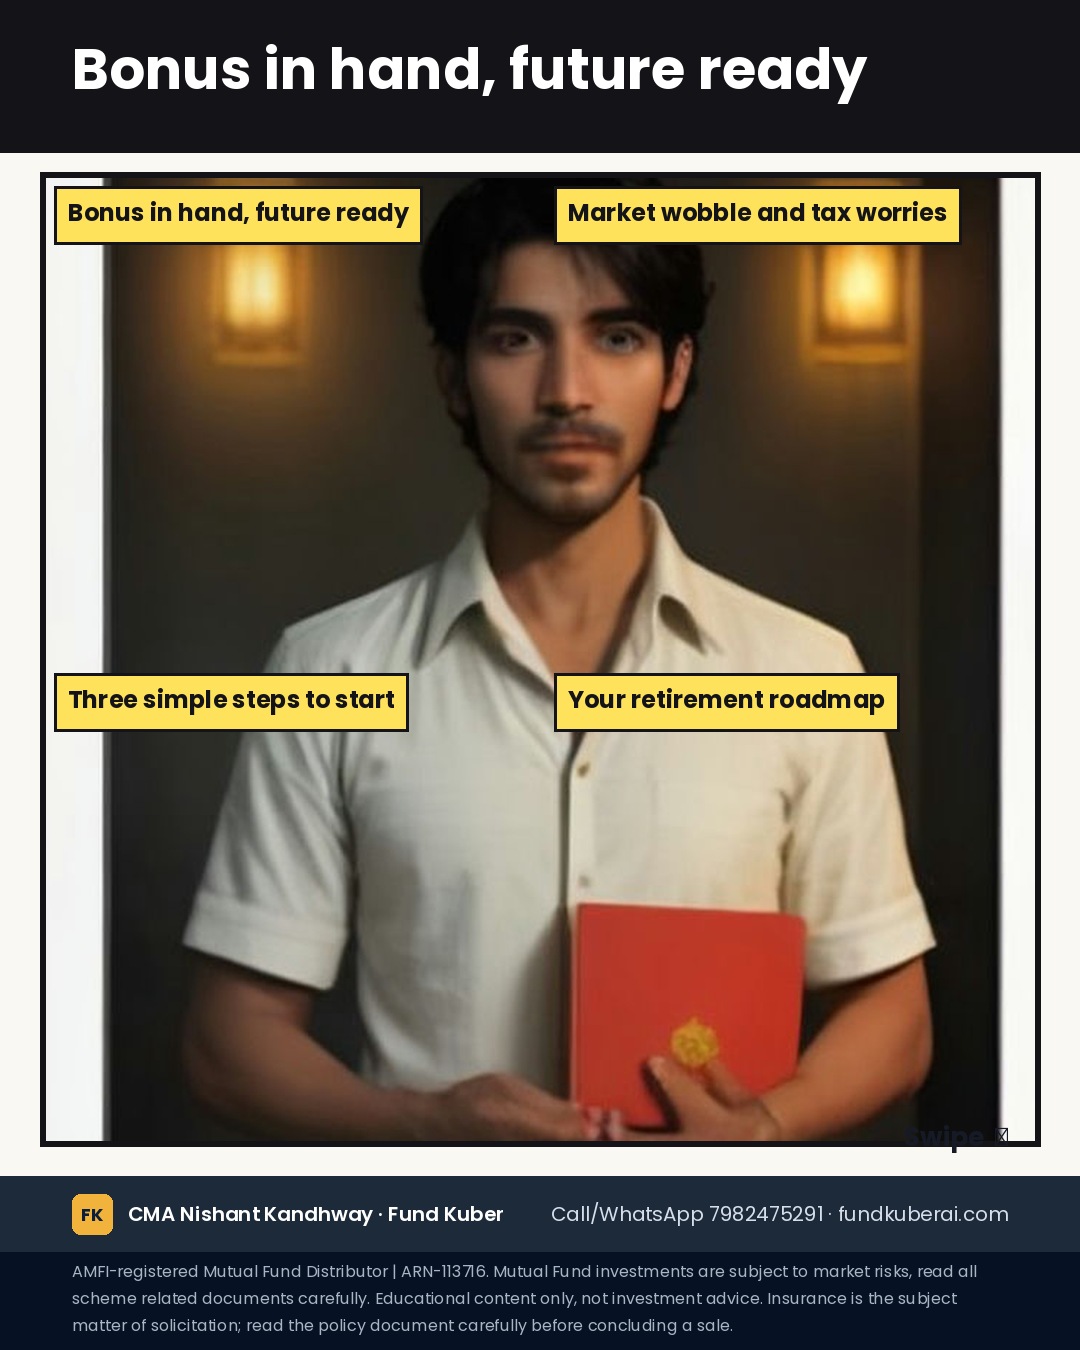 Bonus in hand, future ready
Bonus in hand, future ready
Market wobble and tax worries
Three simple steps to start
Your retirement roadmap
Swipe
FK
CMA Nishant Kandhway · Fund Kuber
Call/WhatsApp 7982475291 · fundkuberai.com
AMFI-registered Mutual Fund Distributor | ARN-113716. Mutual Fund investments are subject to market risks, read all
scheme related documents carefully. Educational content only, not investment advice. Insurance is the subject
matter of solicitation; read the policy document carefully before concluding a sale.